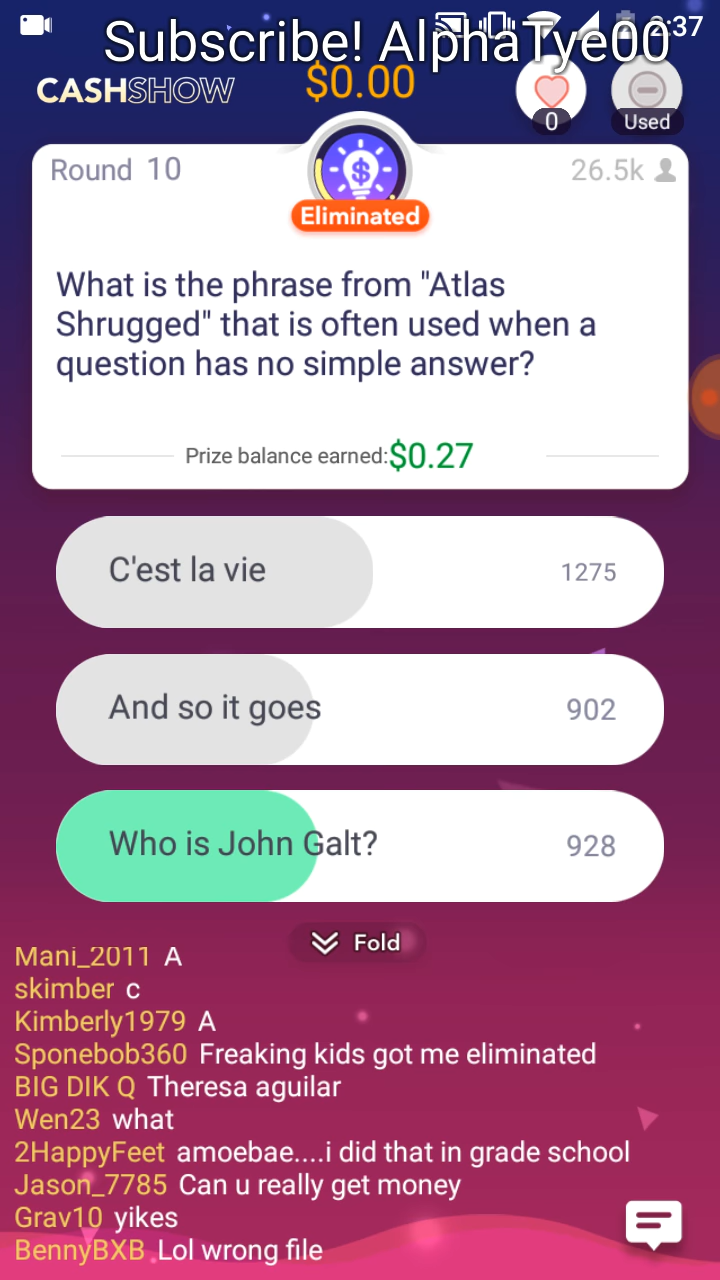 Subscribe! AlphaTye00
2:37
CASHSHOW
$0.00
0
Used
Round 10
26.5k
$
Eliminated
What is the phrase from "Atlas
Shrugged" that is often used when a
question has no simple answer?
Prize balance earned:$0.27
C'est la vie 1275
And so it goes 902
Who is John Galt? 928
Fold
Mani_2011 A
skimber c
Kimberly1979 A
Sponebob360 Freaking kids got me eliminated
BIG DIK Q Theresa aguilar
Wen23 what
2HappyFeet amoebae....i did that in grade school
Jason_7785 Can u really get money
Grav10 yikes
BennyBXB Lol wrong file